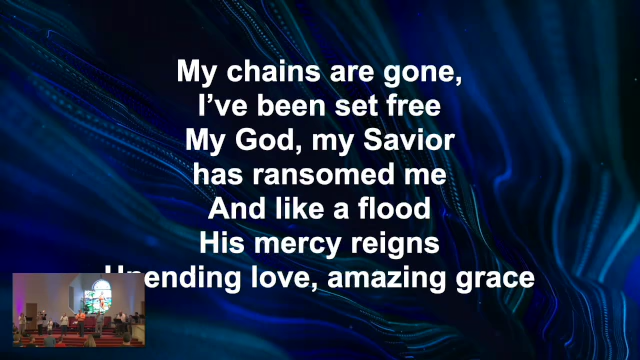 My chains are gone,
I’ve been set free
My God, my Savior
has ransomed me
And like a flood
His mercy reigns
Unending love, amazing grace